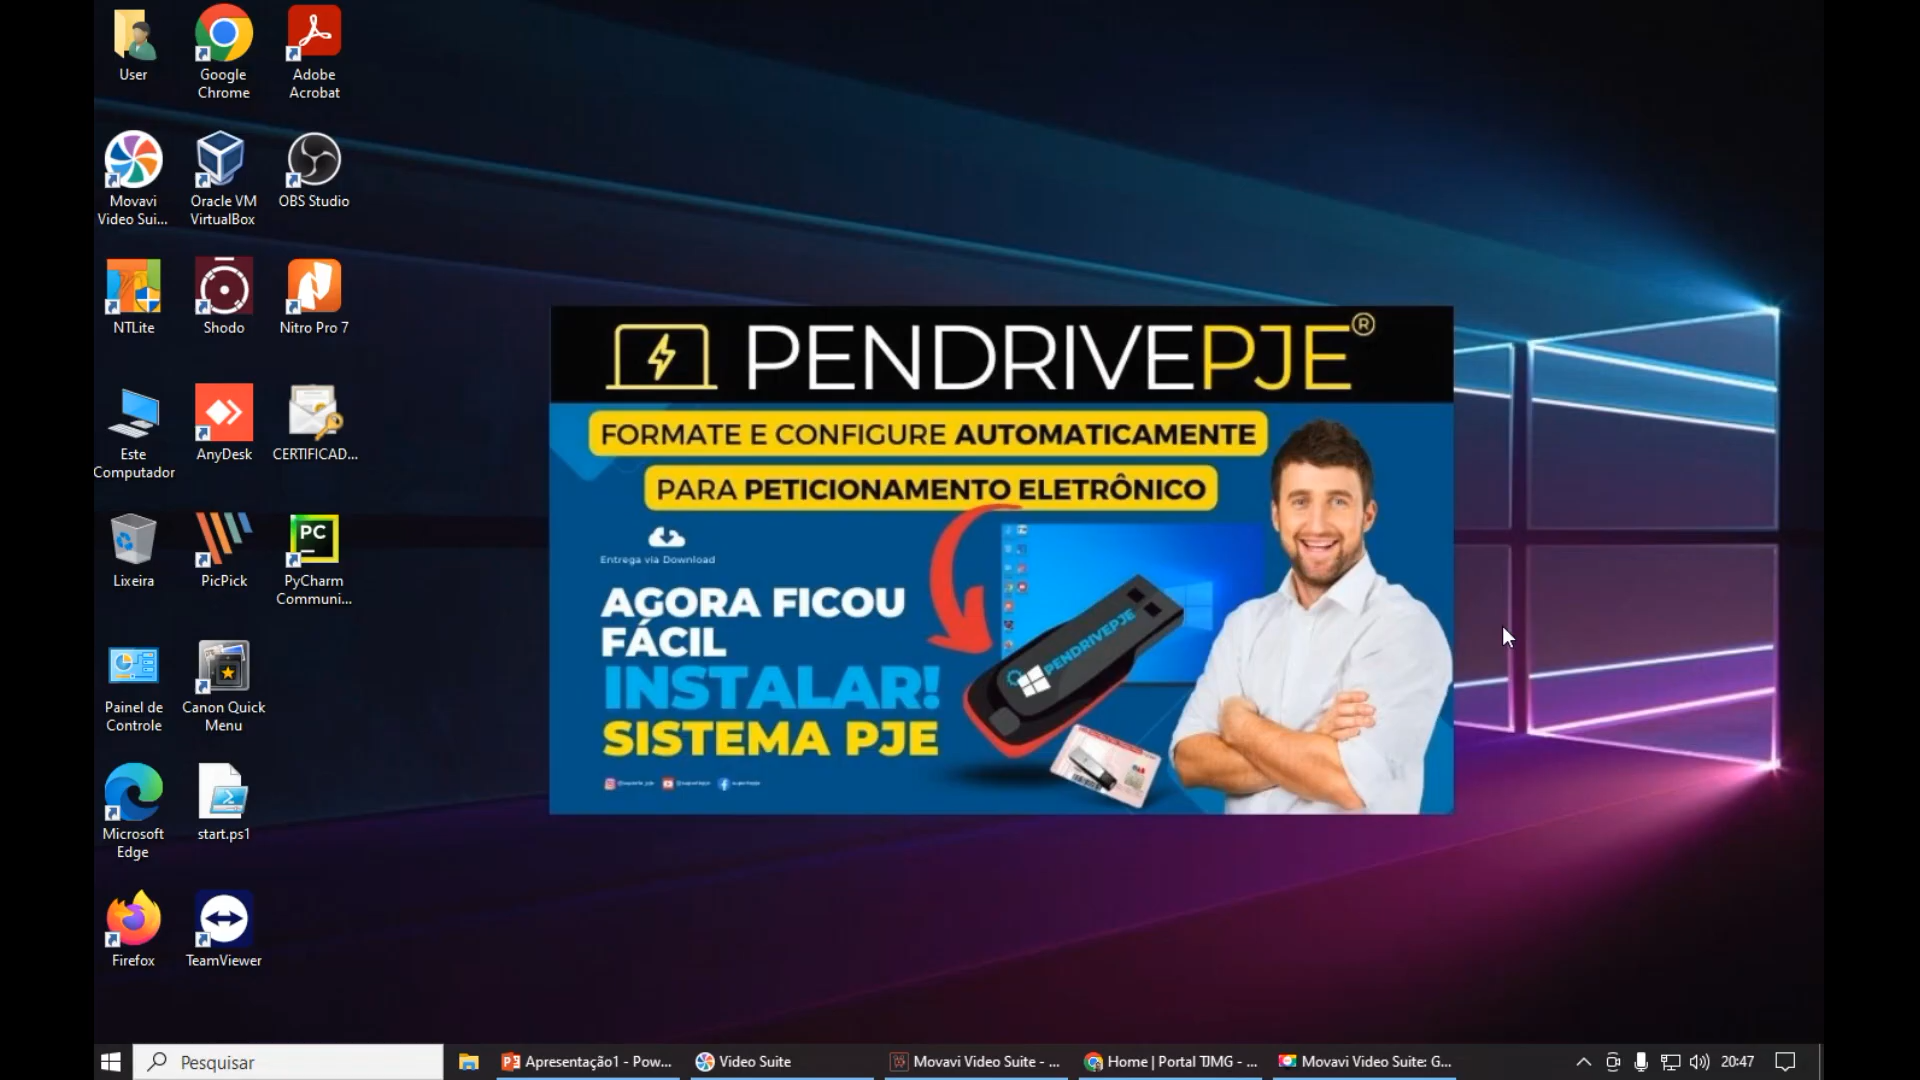 User
Google
Chrome
Adobe
Acrobat
Movavi
Video Sui...
Oracle VM
VirtualBox
OBS Studio
NTLite
Shodo
Nitro Pro 7
Este
Computador
AnyDesk
CERTIFICAD...
Lixeira
PicPick
PC
PyCharm
Communi...
Painel de
Controle
Canon Quick
Menu
Microsoft
Edge
start.ps1
Firefox
TeamViewer
PENDRIVEPJE®
FORMATE E CONFIGURE AUTOMATICAMENTE
PARA PETICIONAMENTO ELETRÔNICO
Entrega via Download
AGORA FICOU
FÁCIL
INSTALAR!
SISTEMA PJE
PENDRIVEPJE
Pesquisar
Apresentação1 - Pow...
Video Suite
Movavi Video Suite - ...
Home | Portal TJMG - ...
Movavi Video Suite: G...
20:47